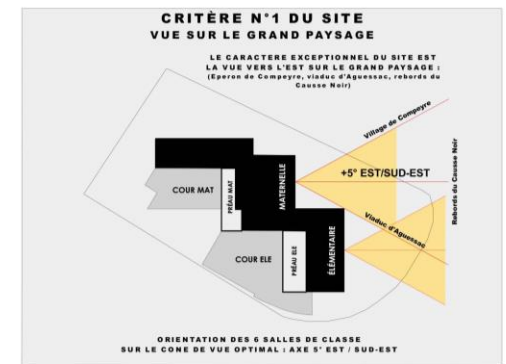 CRITÈRE N°1 DU SITE
VUE SUR LE GRAND PAYSAGE
LE CARACTERE EXCEPTIONNEL DU SITE EST
LA VUE VERS L'EST SUR LE GRAND PAYSAGE :
(Eperon de Compeyre, viaduc d'Aguessac, rebords du
Causse Noir)
Village de Compeyre
+5° EST/SUD-EST
Rebords du Causse Noir
COUR MAT
PRÉAU MAT
MATERNELLE
Viaduc d'Aguessac
COUR ELE
PRÉAU ELE
ÉLÉMENTAIRE
ORIENTATION DES 6 SALLES DE CLASSE
SUR LE CONE DE VUE OPTIMAL : AXE 5° EST / SUD-EST